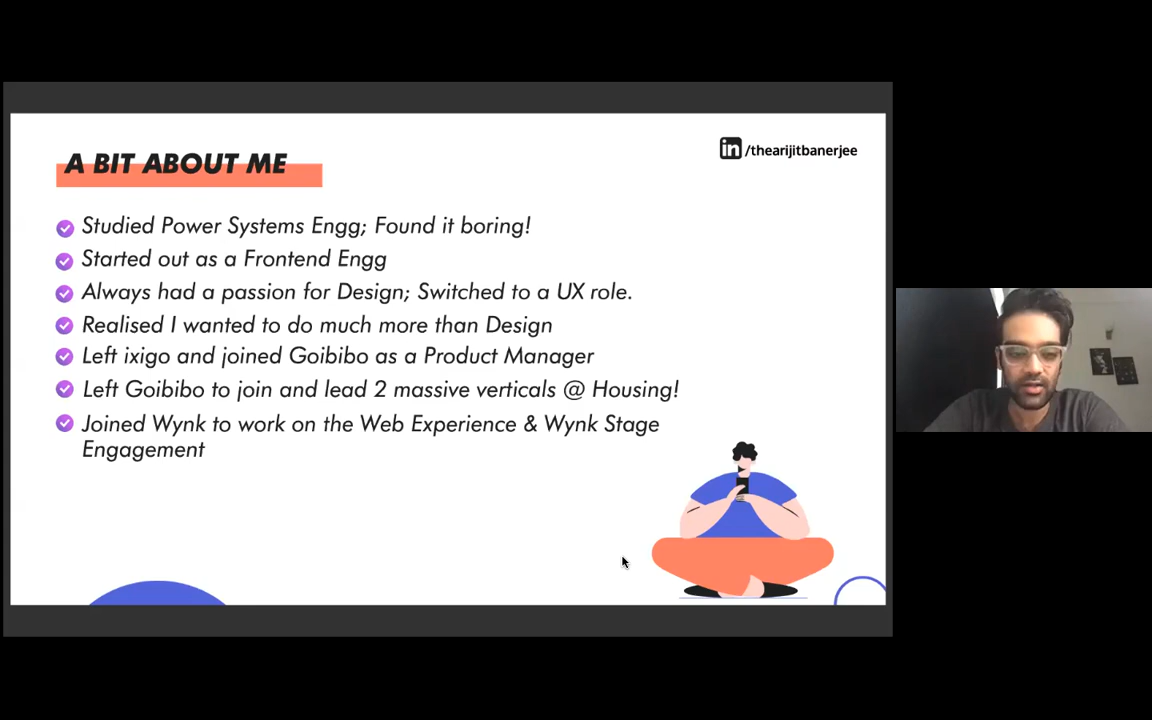 A BIT ABOUT ME
in /thearijitbanerjee
Studied Power Systems Engg; Found it boring!
Started out as a Frontend Engg
Always had a passion for Design; Switched to a UX role.
Realised I wanted to do much more than Design
Left ixigo and joined Goibibo as a Product Manager
Left Goibibo to join and lead 2 massive verticals @ Housing!
Joined Wynk to work on the Web Experience & Wynk Stage
Engagement